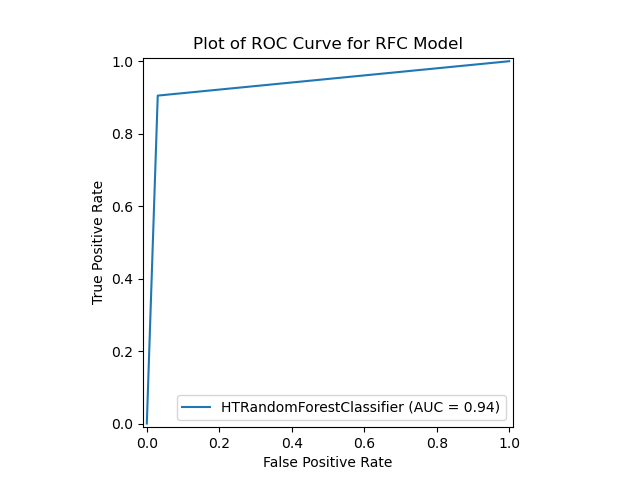 Plot of ROC Curve for RFC Model
1.0
0.8
0.6
0.4
0.2
0.0
True Positive Rate
HTRandomForestClassifier (AUC = 0.94)
0.0 0.2 0.4 0.6 0.8 1.0
False Positive Rate